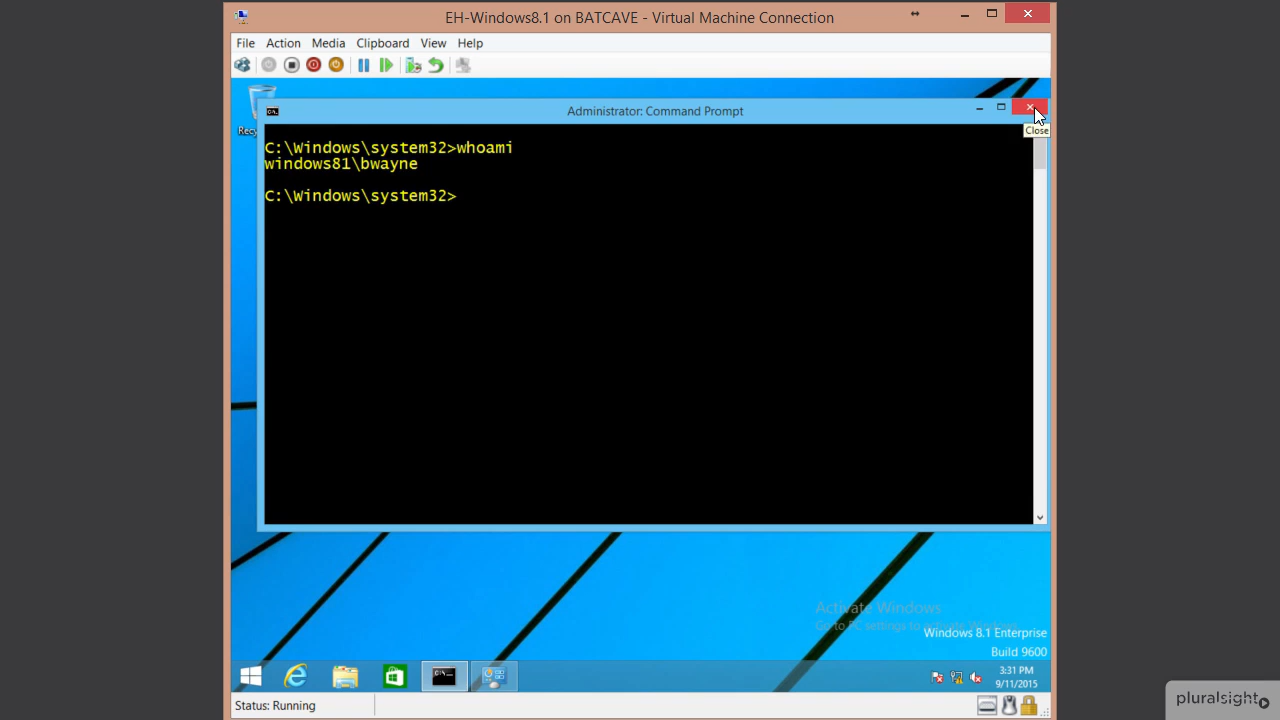 EH-Windows8.1 on BATCAVE - Virtual Machine Connection
File Action Media Clipboard View Help
Administrator: Command Prompt
Close
C:\Windows\system32>whoami
windows81\bwayne
C:\Windows\system32>
Recy
Activate Windows
Go to PC settings to activate Windows.
Windows 8.1 Enterprise
Build 9600
3:31 PM
9/11/2015
Status: Running
pluralsight